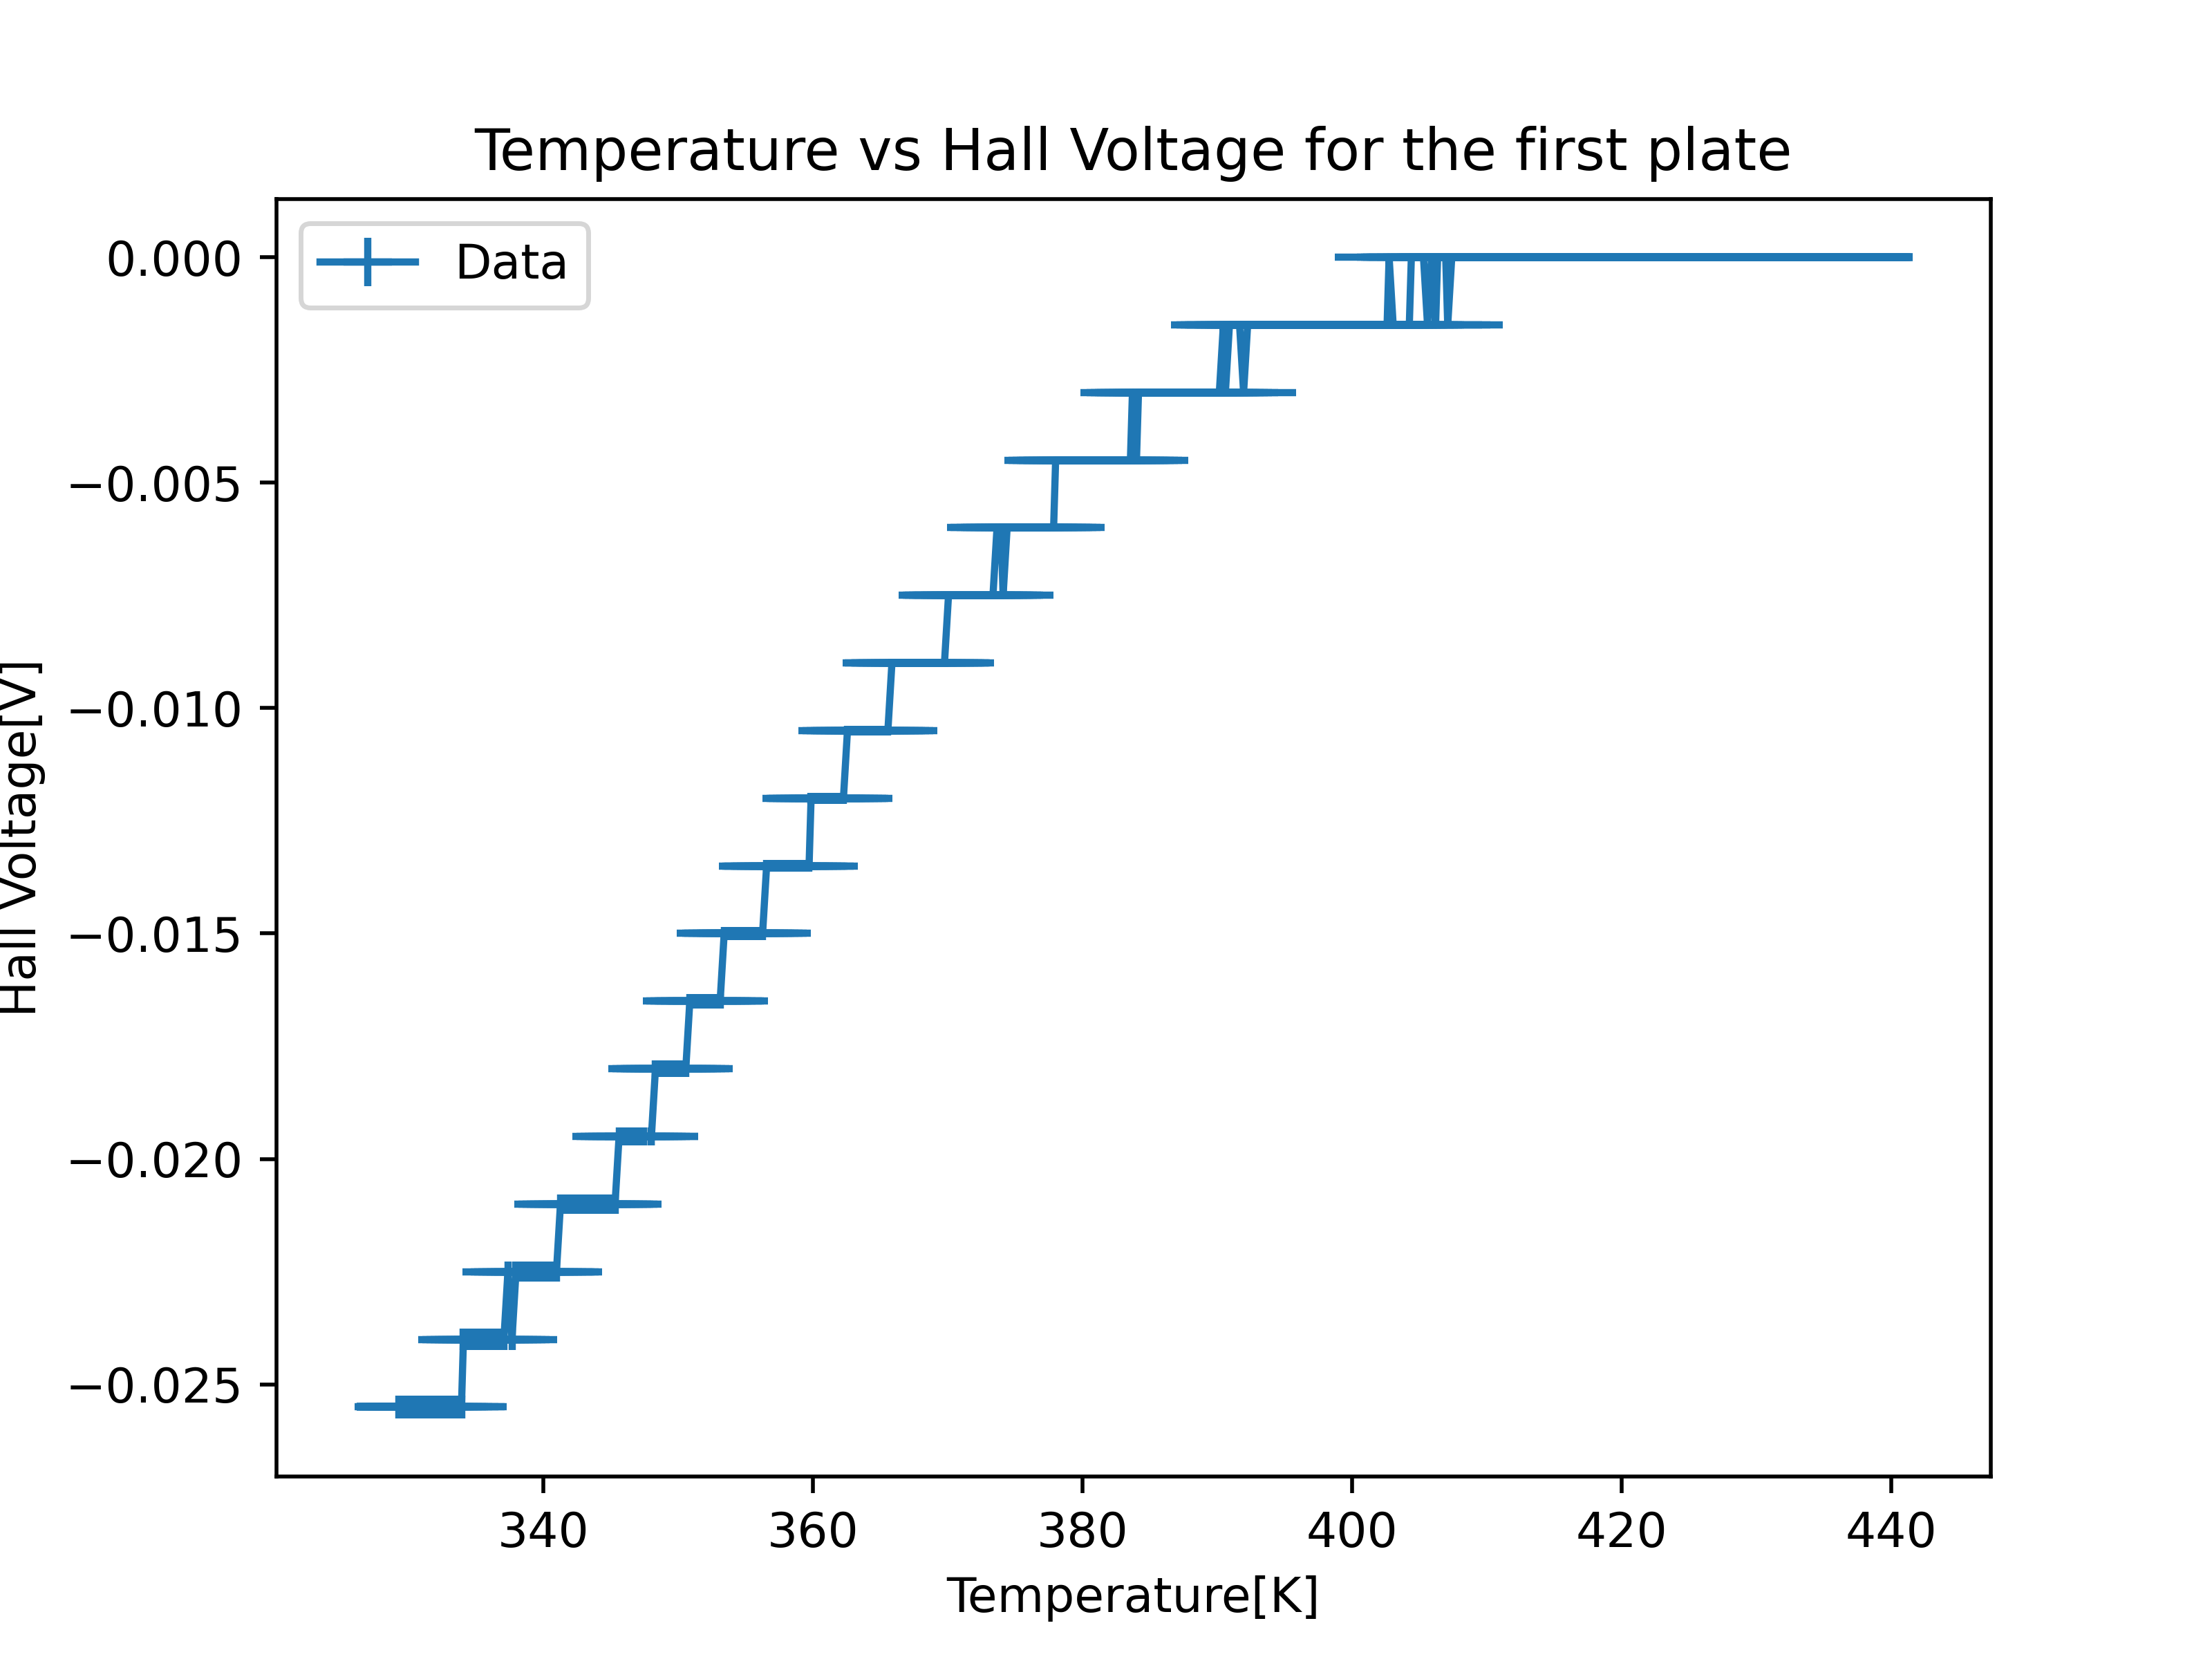 Temperature vs Hall Voltage for the first plate
Data
0.000
−0.005
−0.010
−0.015
−0.020
−0.025
Hall Voltage[V]
340 360 380 400 420 440
Temperature[K]